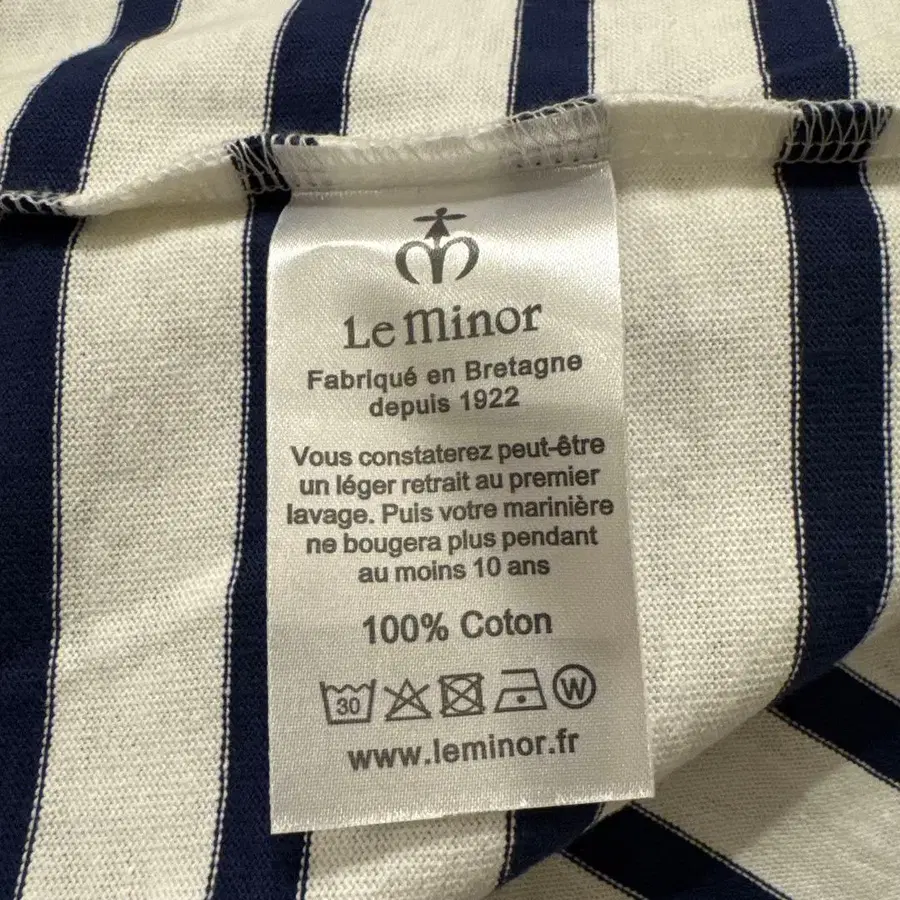 Le Minor
Fabriqué en Bretagne
depuis 1922
Vous constaterez peut-être
un léger retrait au premier
lavage. Puis votre marinière
ne bougera plus pendant
au moins 10 ans
100% Coton
30 W
www.leminor.fr